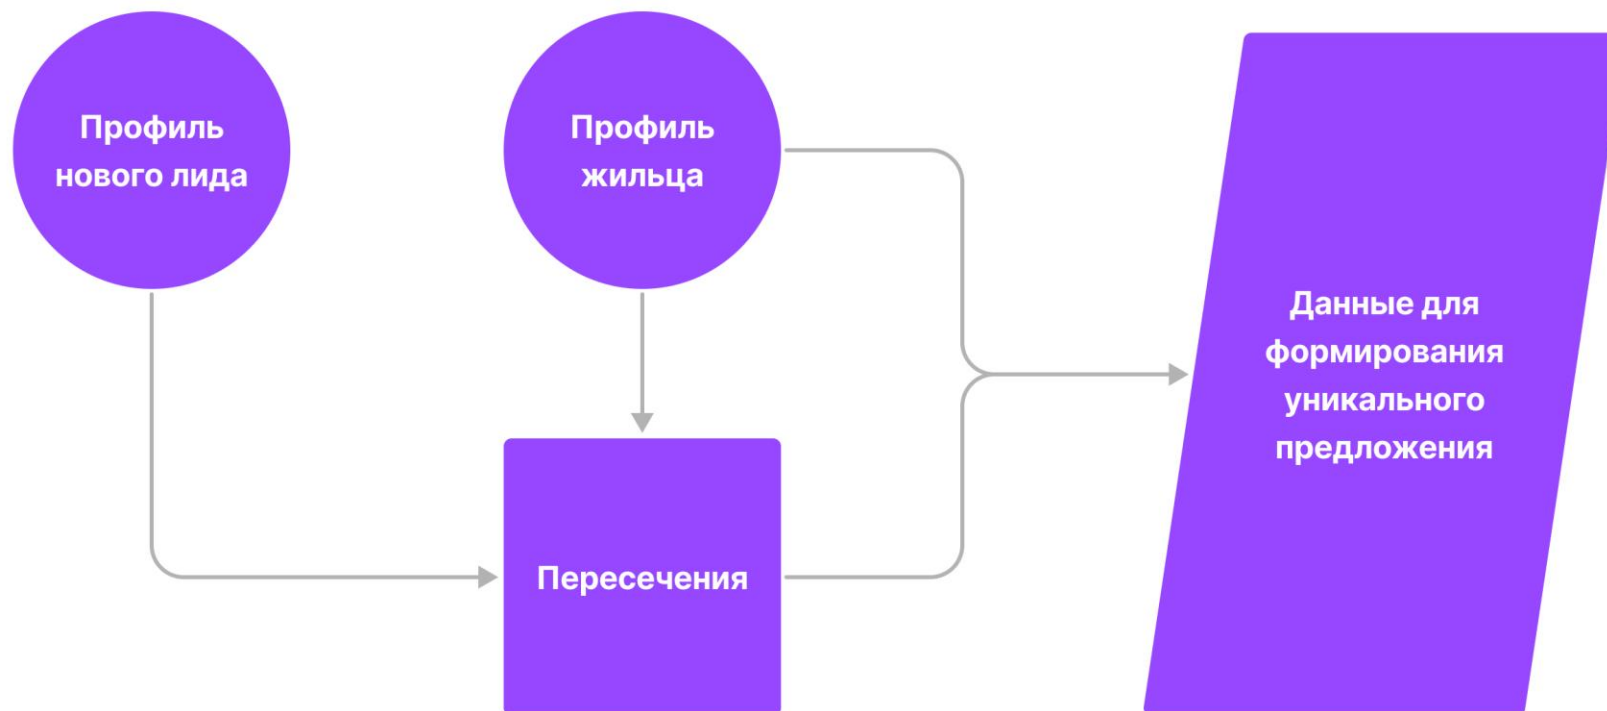 Профиль
нового лида
Профиль
жильца
Данные для
формирования
уникального
предложения
Пересечения